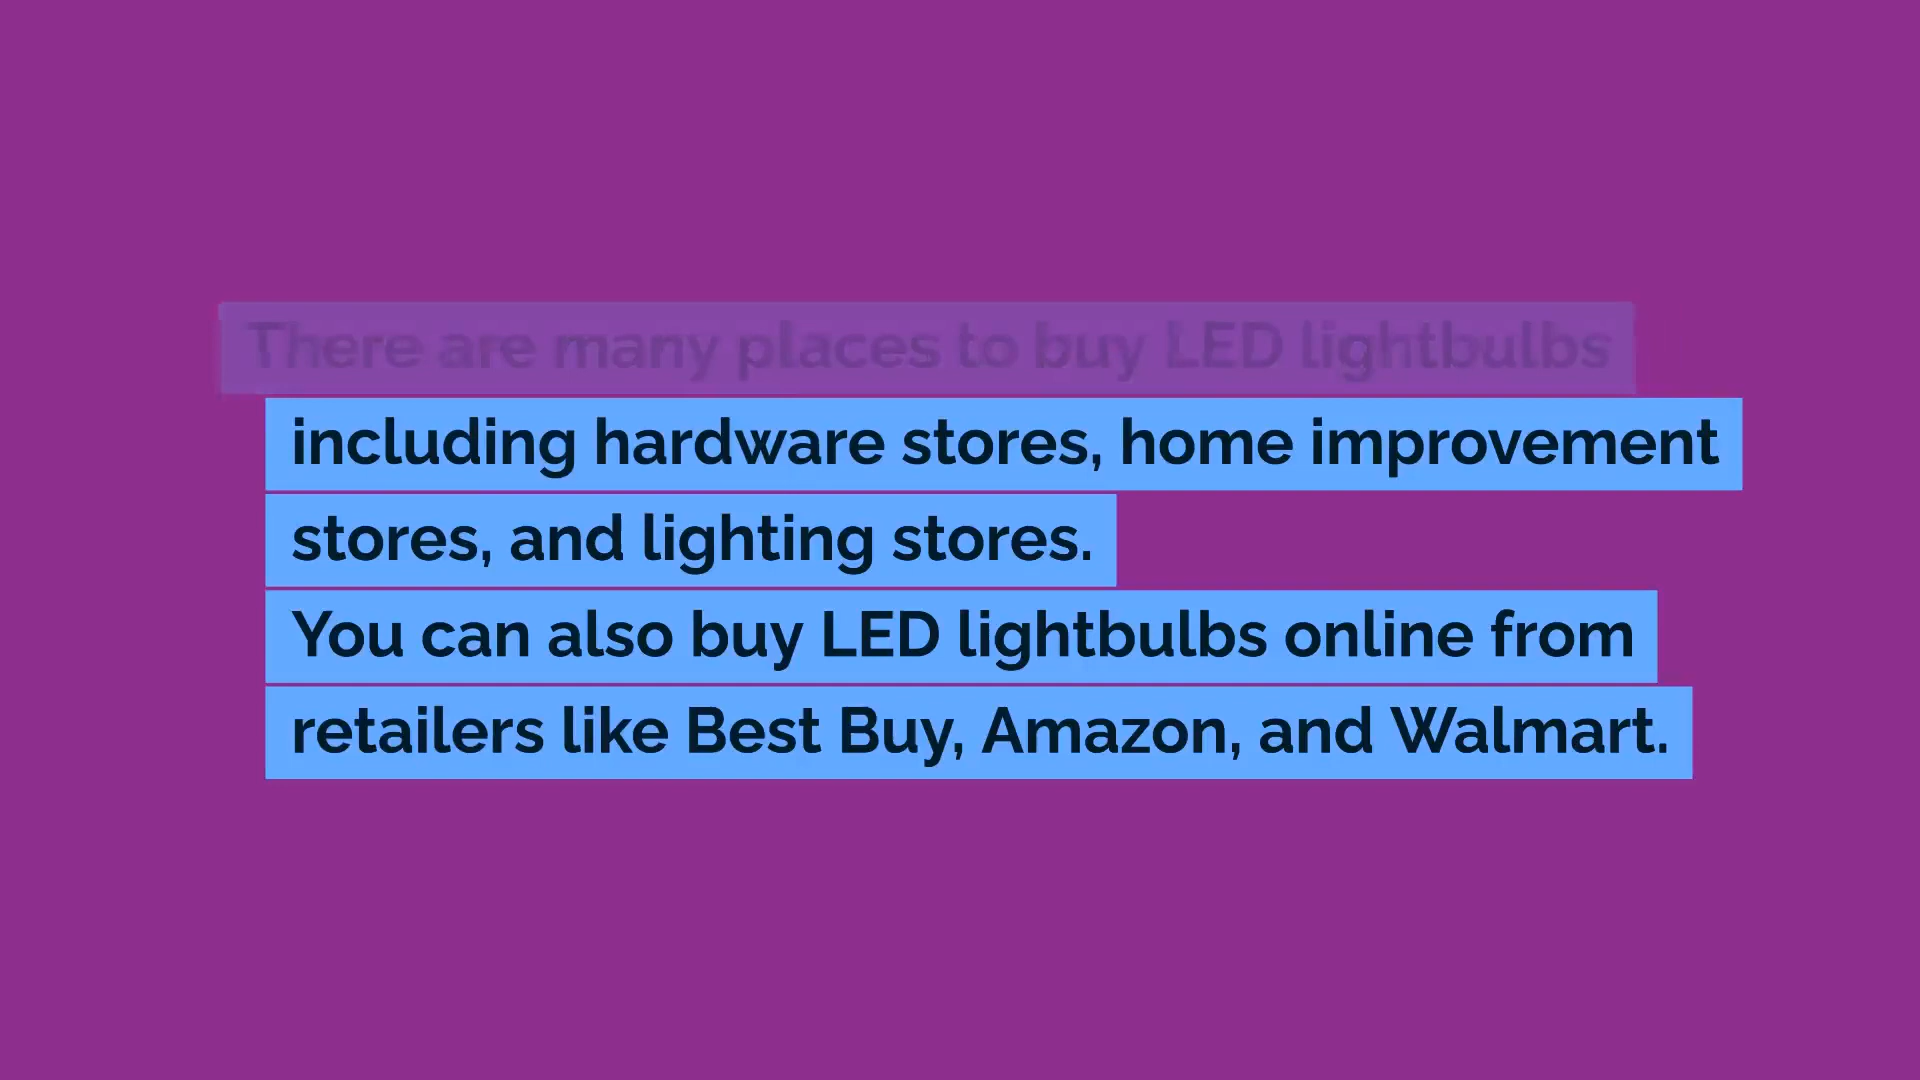 There are many places to buy LED lightbulbs
including hardware stores, home improvement
stores, and lighting stores.
You can also buy LED lightbulbs online from
retailers like Best Buy, Amazon, and Walmart.